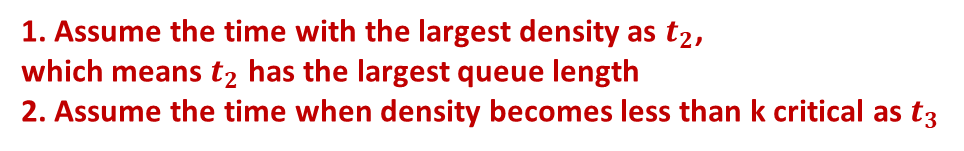 1. Assume the time with the largest density as t₂,
which means t₂ has the largest queue length
2. Assume the time when density becomes less than k critical as t₃